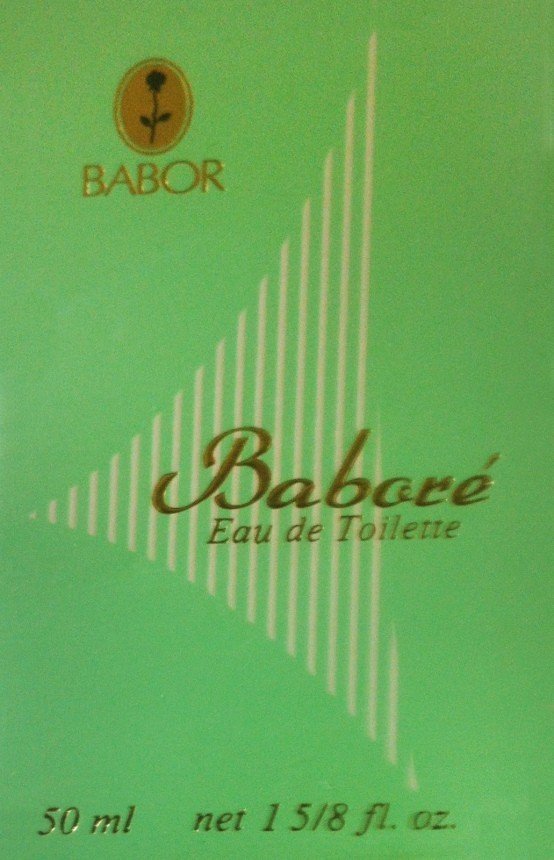 BABOR
Baboré
Eau de Toilette
50 ml net 1 5/8 fl. oz.